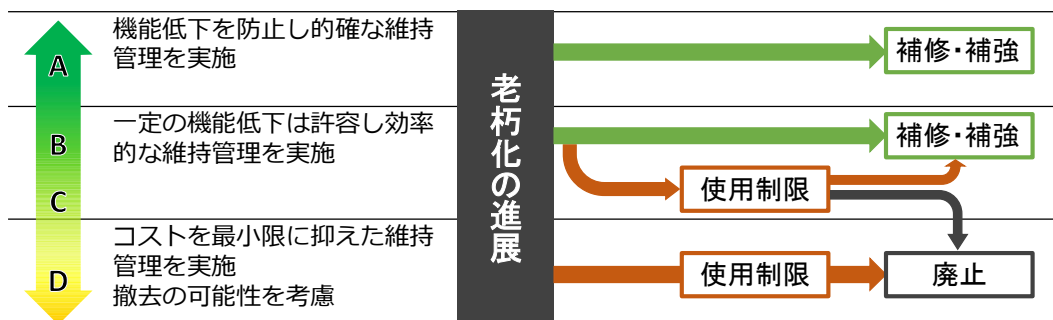 A
機能低下を防止し的確な維持
管理を実施
補修・補強
B
一定の機能低下は許容し効率
的な維持管理を実施
補修・補強
C
使用制限
D
コストを最小限に抑えた維持
管理を実施
撤去の可能性を考慮
使用制限
廃止
老朽化の進展